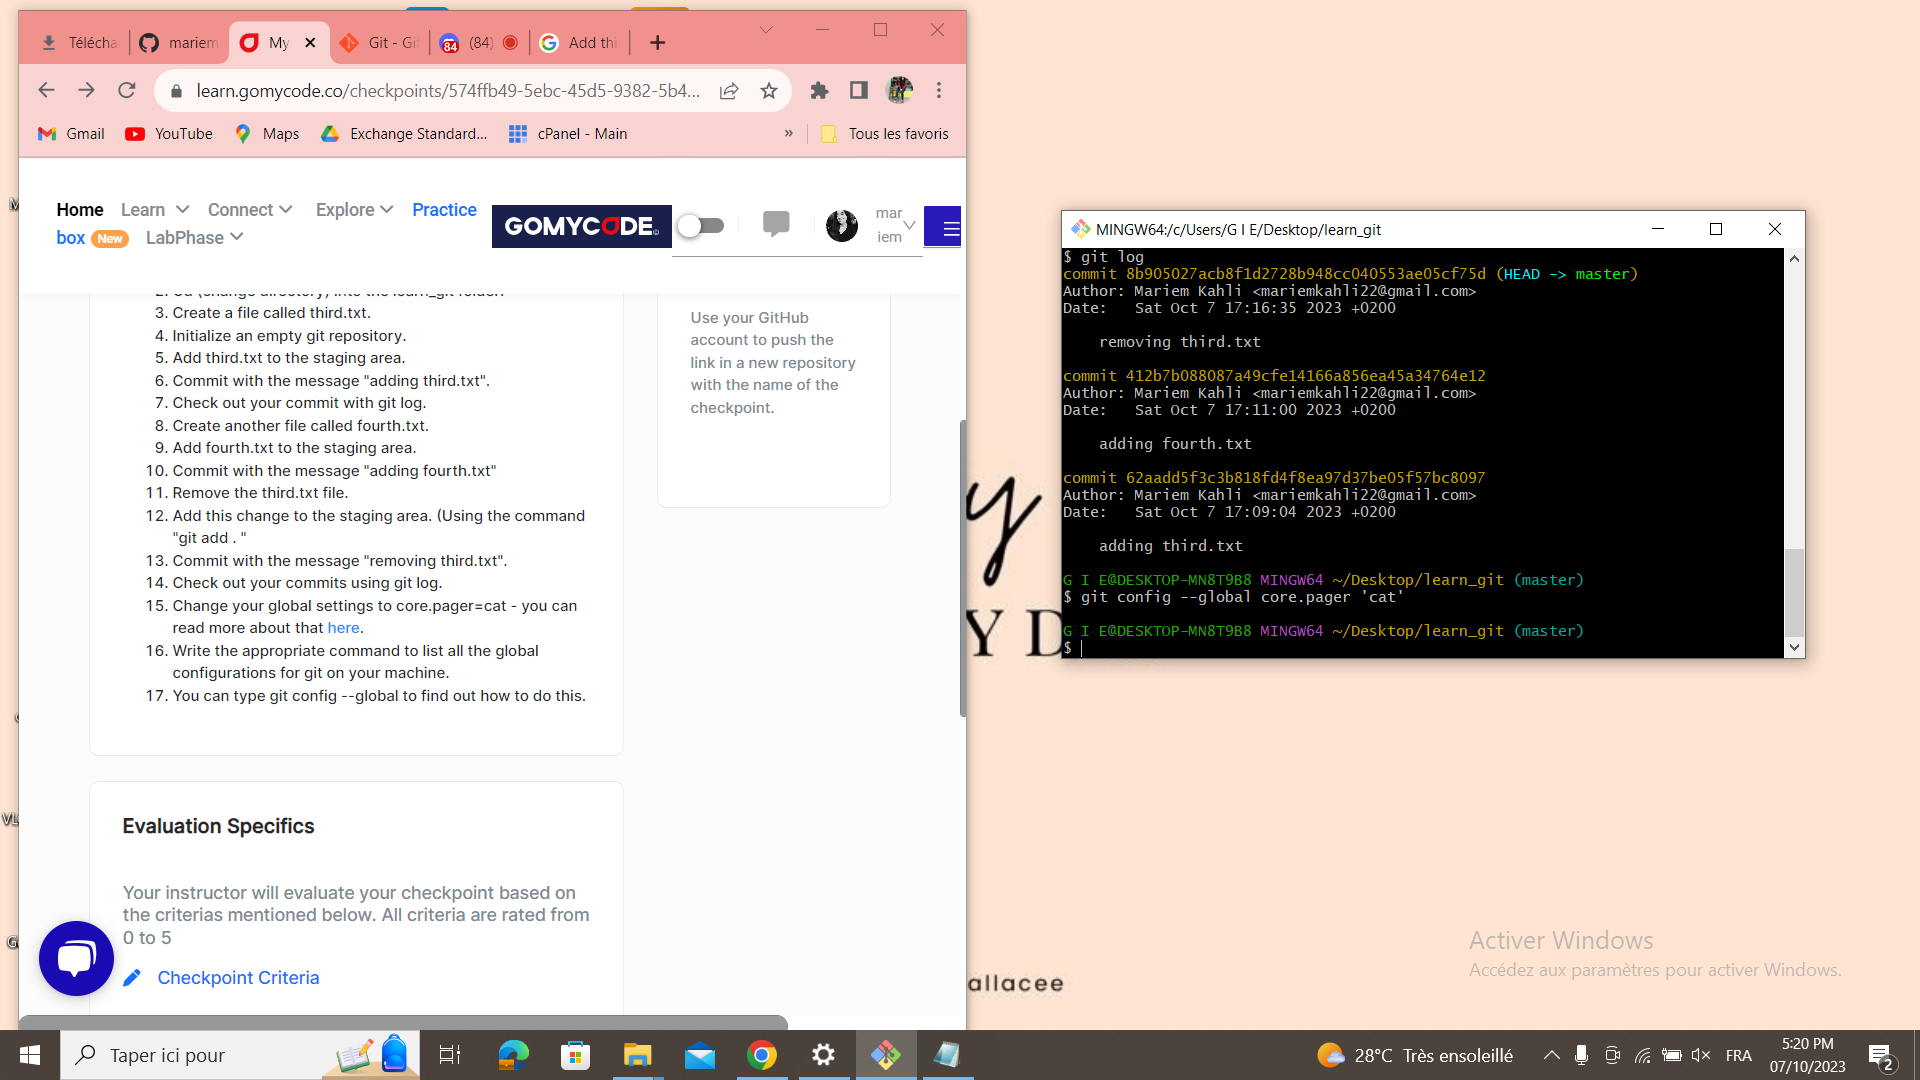 Télécha
mariem
My
Git - Gi
(84)
Add thi
learn.gomycode.co/checkpoints/574ffb49-5ebc-45d5-9382-5b4...
Gmail
YouTube
Maps
Exchange Standard...
cPanel - Main
»
Tous les favoris
Home Learn Connect Explore Practice
box New LabPhase
GOMYCODE
mar
iem
3. Create a file called third.txt.
4. Initialize an empty git repository.
5. Add third.txt to the staging area.
6. Commit with the message "adding third.txt".
7. Check out your commit with git log.
8. Create another file called fourth.txt.
9. Add fourth.txt to the staging area.
10. Commit with the message "adding fourth.txt"
11. Remove the third.txt file.
12. Add this change to the staging area. (Using the command
"git add . "
13. Commit with the message "removing third.txt".
14. Check out your commits using git log.
15. Change your global settings to core.pager=cat - you can
read more about that here.
16. Write the appropriate command to list all the global
configurations for git on your machine.
17. You can type git config --global to find out how to do this.
Use your GitHub
account to push the
link in a new repository
with the name of the
checkpoint.
Evaluation Specifics
Your instructor will evaluate your checkpoint based on
the criterias mentioned below. All criteria are rated from
0 to 5
Checkpoint Criteria
MINGW64:/c/Users/G I E/Desktop/learn_git
$ git log
commit 8b905027acb8f1d2728b948cc040553ae05cf75d (HEAD -> master)
Author: Mariem Kahli <mariemkahli22@gmail.com>
Date:   Sat Oct 7 17:16:35 2023 +0200
removing third.txt
commit 412b7b088087a49cfe14166a856ea45a34764e12
Author: Mariem Kahli <mariemkahli22@gmail.com>
Date:   Sat Oct 7 17:11:00 2023 +0200
adding fourth.txt
commit 62aadd5f3c3b818fd4f8ea97d37be05f57bc8097
Author: Mariem Kahli <mariemkahli22@gmail.com>
Date:   Sat Oct 7 17:09:04 2023 +0200
adding third.txt
G I E@DESKTOP-MN8T9B8 MINGW64 ~/Desktop/learn_git (master)
$ git config --global core.pager 'cat'
G I E@DESKTOP-MN8T9B8 MINGW64 ~/Desktop/learn_git (master)
$
y
Y D
allacee
Activer Windows
Accédez aux paramètres pour activer Windows.
Taper ici pour
28°C Très ensoleillé
FRA
5:20 PM
07/10/2023
2